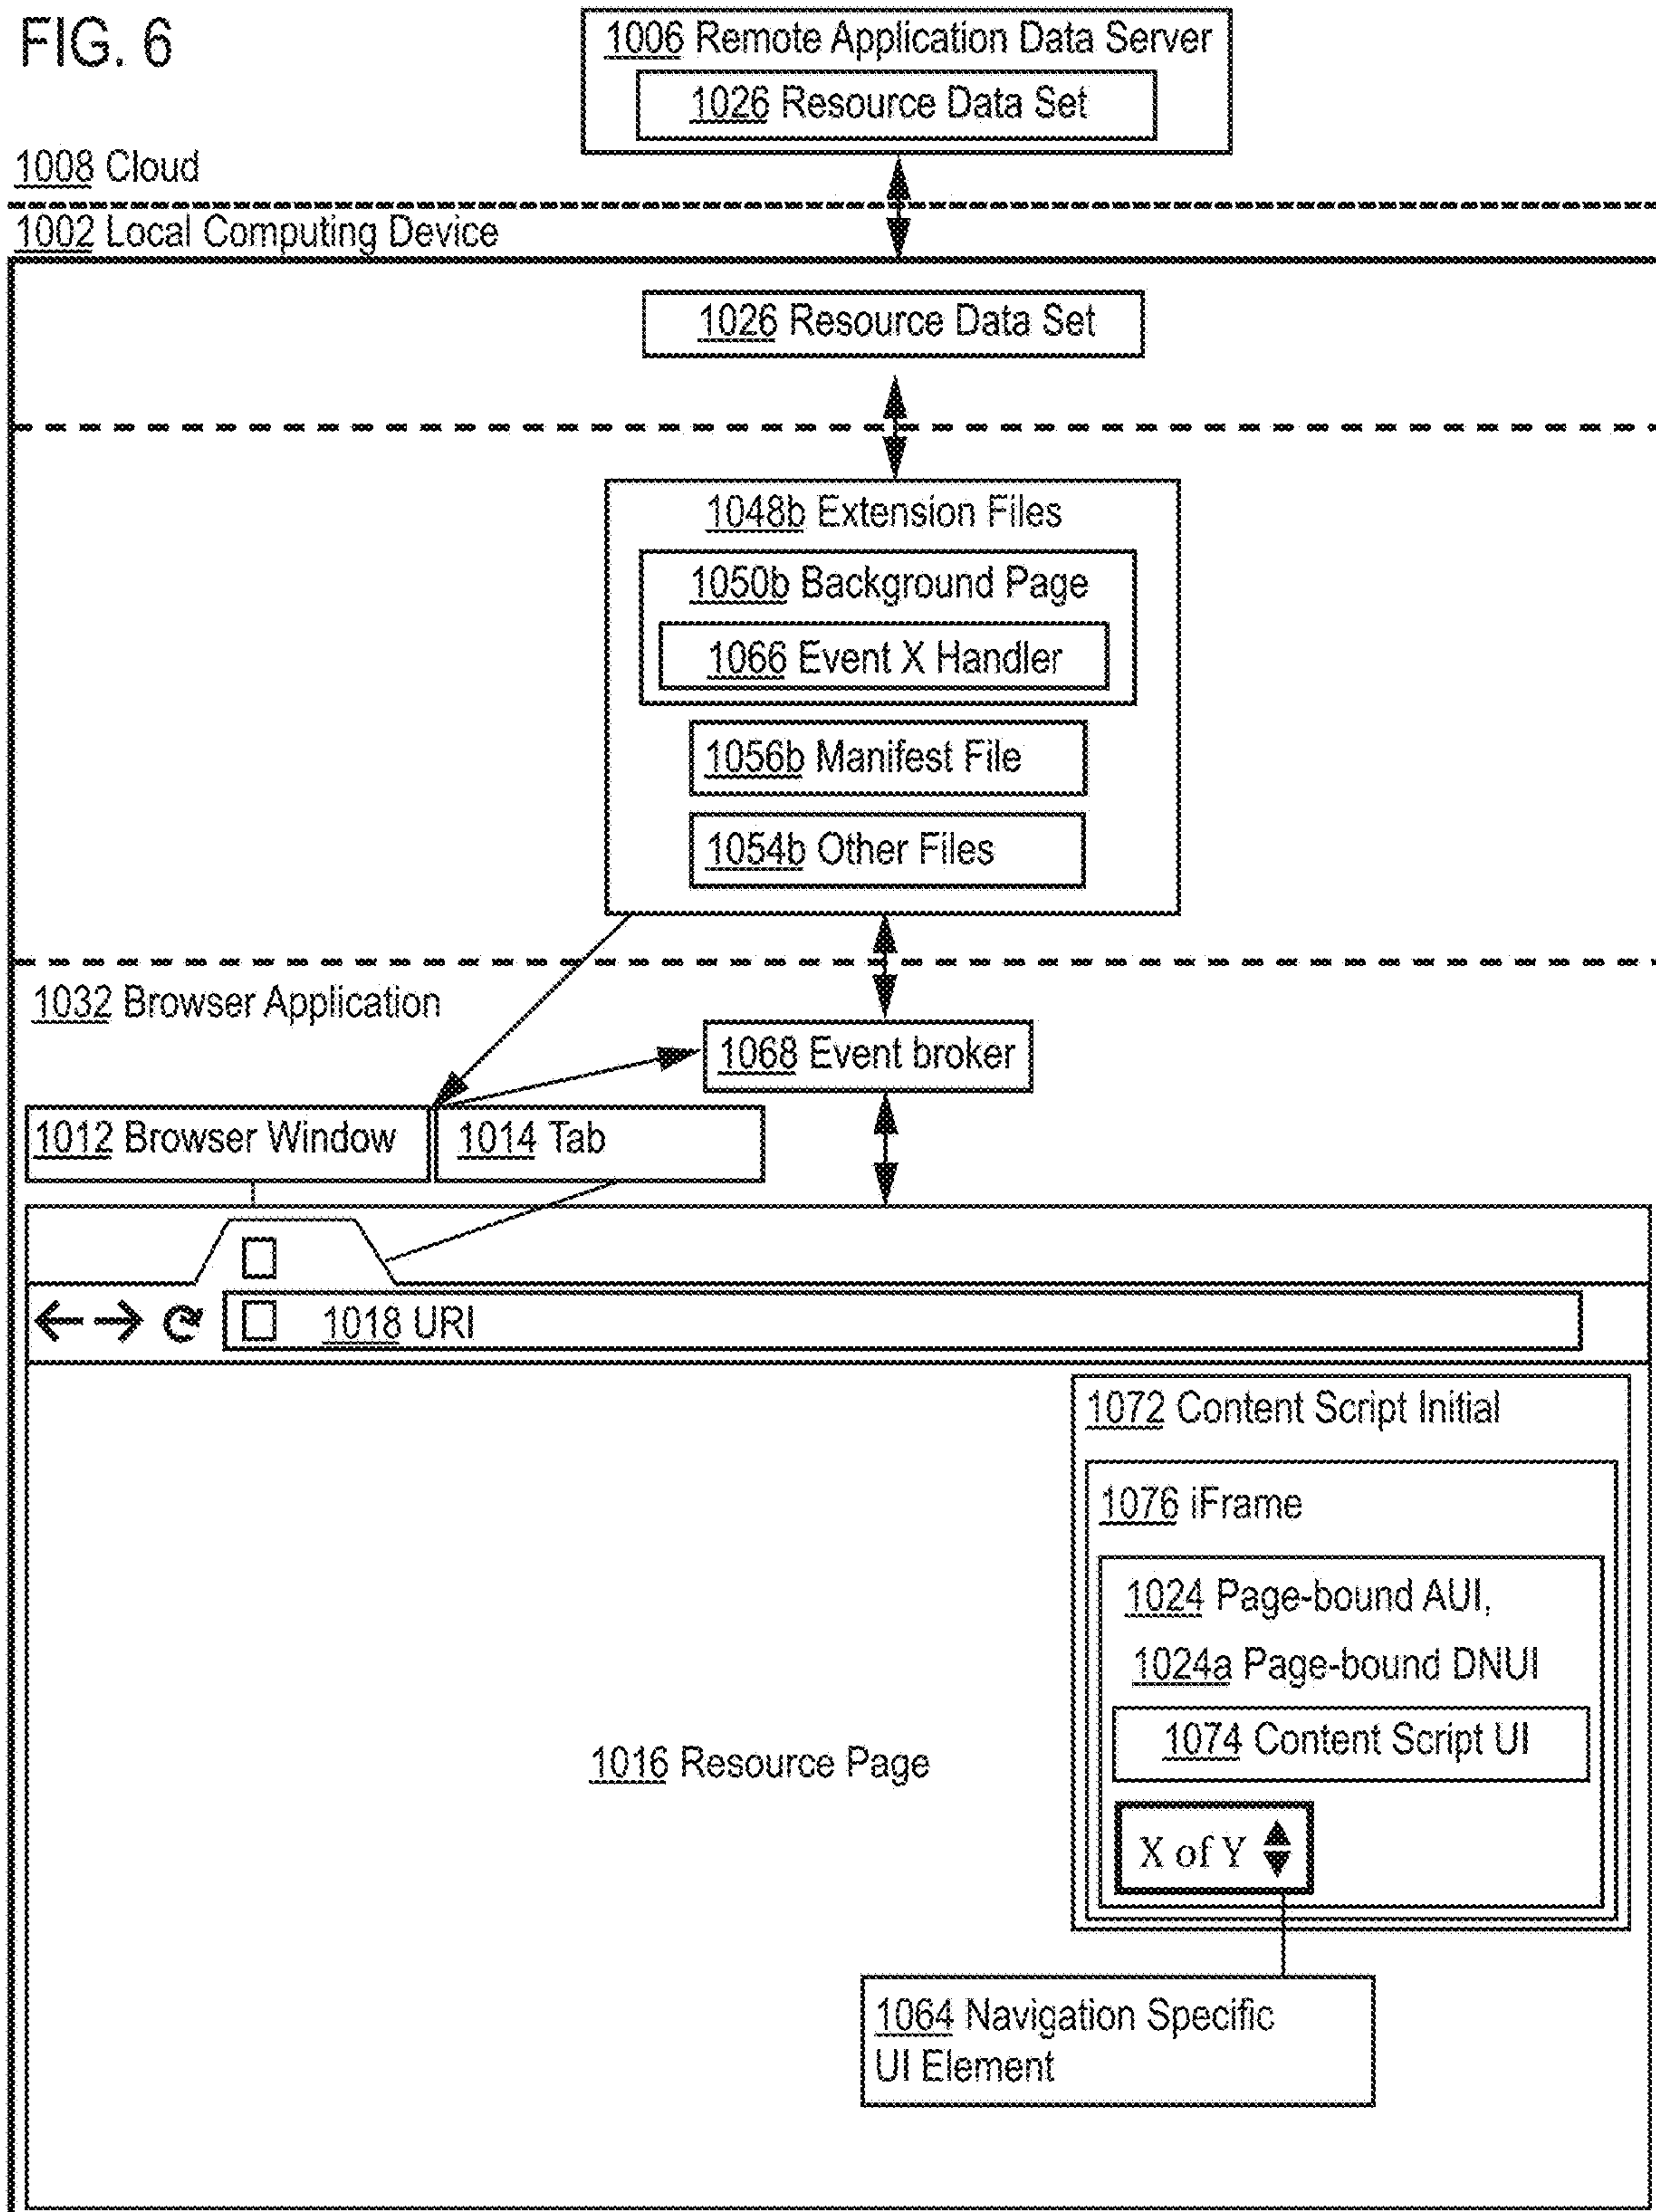 FIG. 6
1006 Remote Application Data Server
1026 Resource Data Set
1008 Cloud
1002 Local Computing Device
1026 Resource Data Set
1048b Extension Files
1050b Background Page
1066 Event X Handler
1056b Manifest File
1054b Other Files
1032 Browser Application
1068 Event broker
1012 Browser Window
1014 Tab
1018 URI
1072 Content Script Initial
1076 iFrame
1024 Page-bound AUI,
1024a Page-bound DNUI
1074 Content Script UI
1016 Resource Page
X of Y
1064 Navigation Specific
UI Element